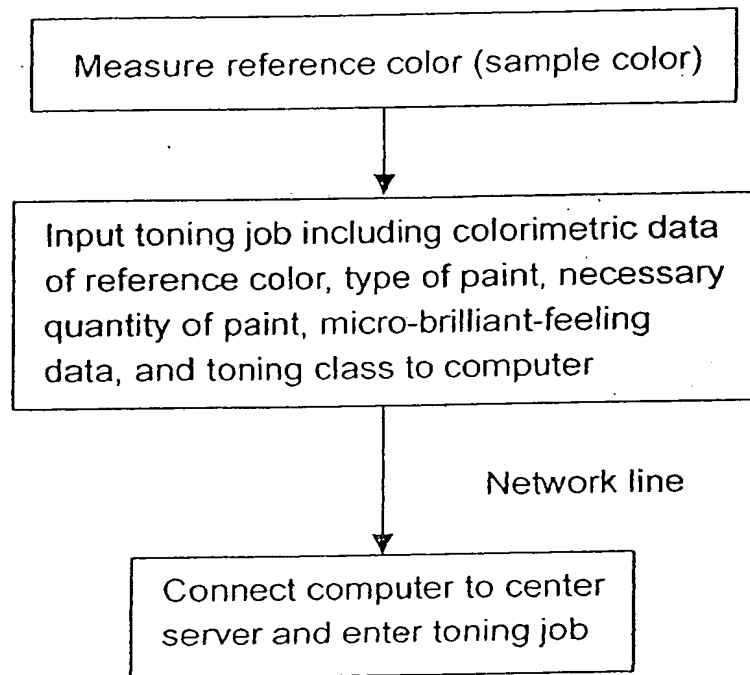 Measure reference color (sample color)
Input toning job including colorimetric data
of reference color, type of paint, necessary
quantity of paint, micro-brilliant-feeling
data, and toning class to computer
Network line
Connect computer to center
server and enter toning job